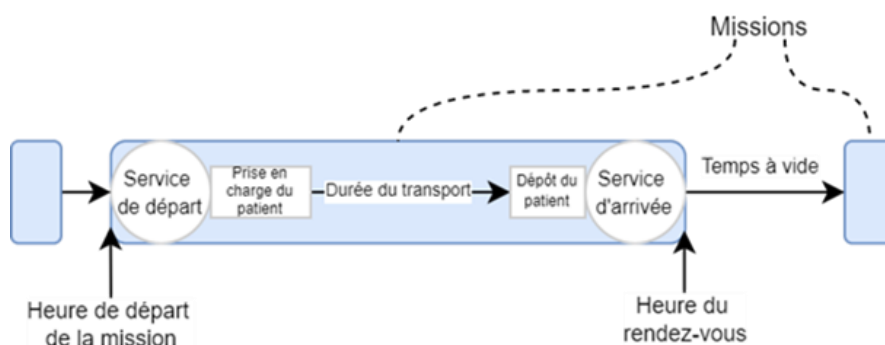 Missions
Service
de départ
Prise en
charge du
patient
Durée du transport
Dépôt du
patient
Service
d'arrivée
Temps à vide
Heure de départ
de la mission
Heure du
rendez-vous